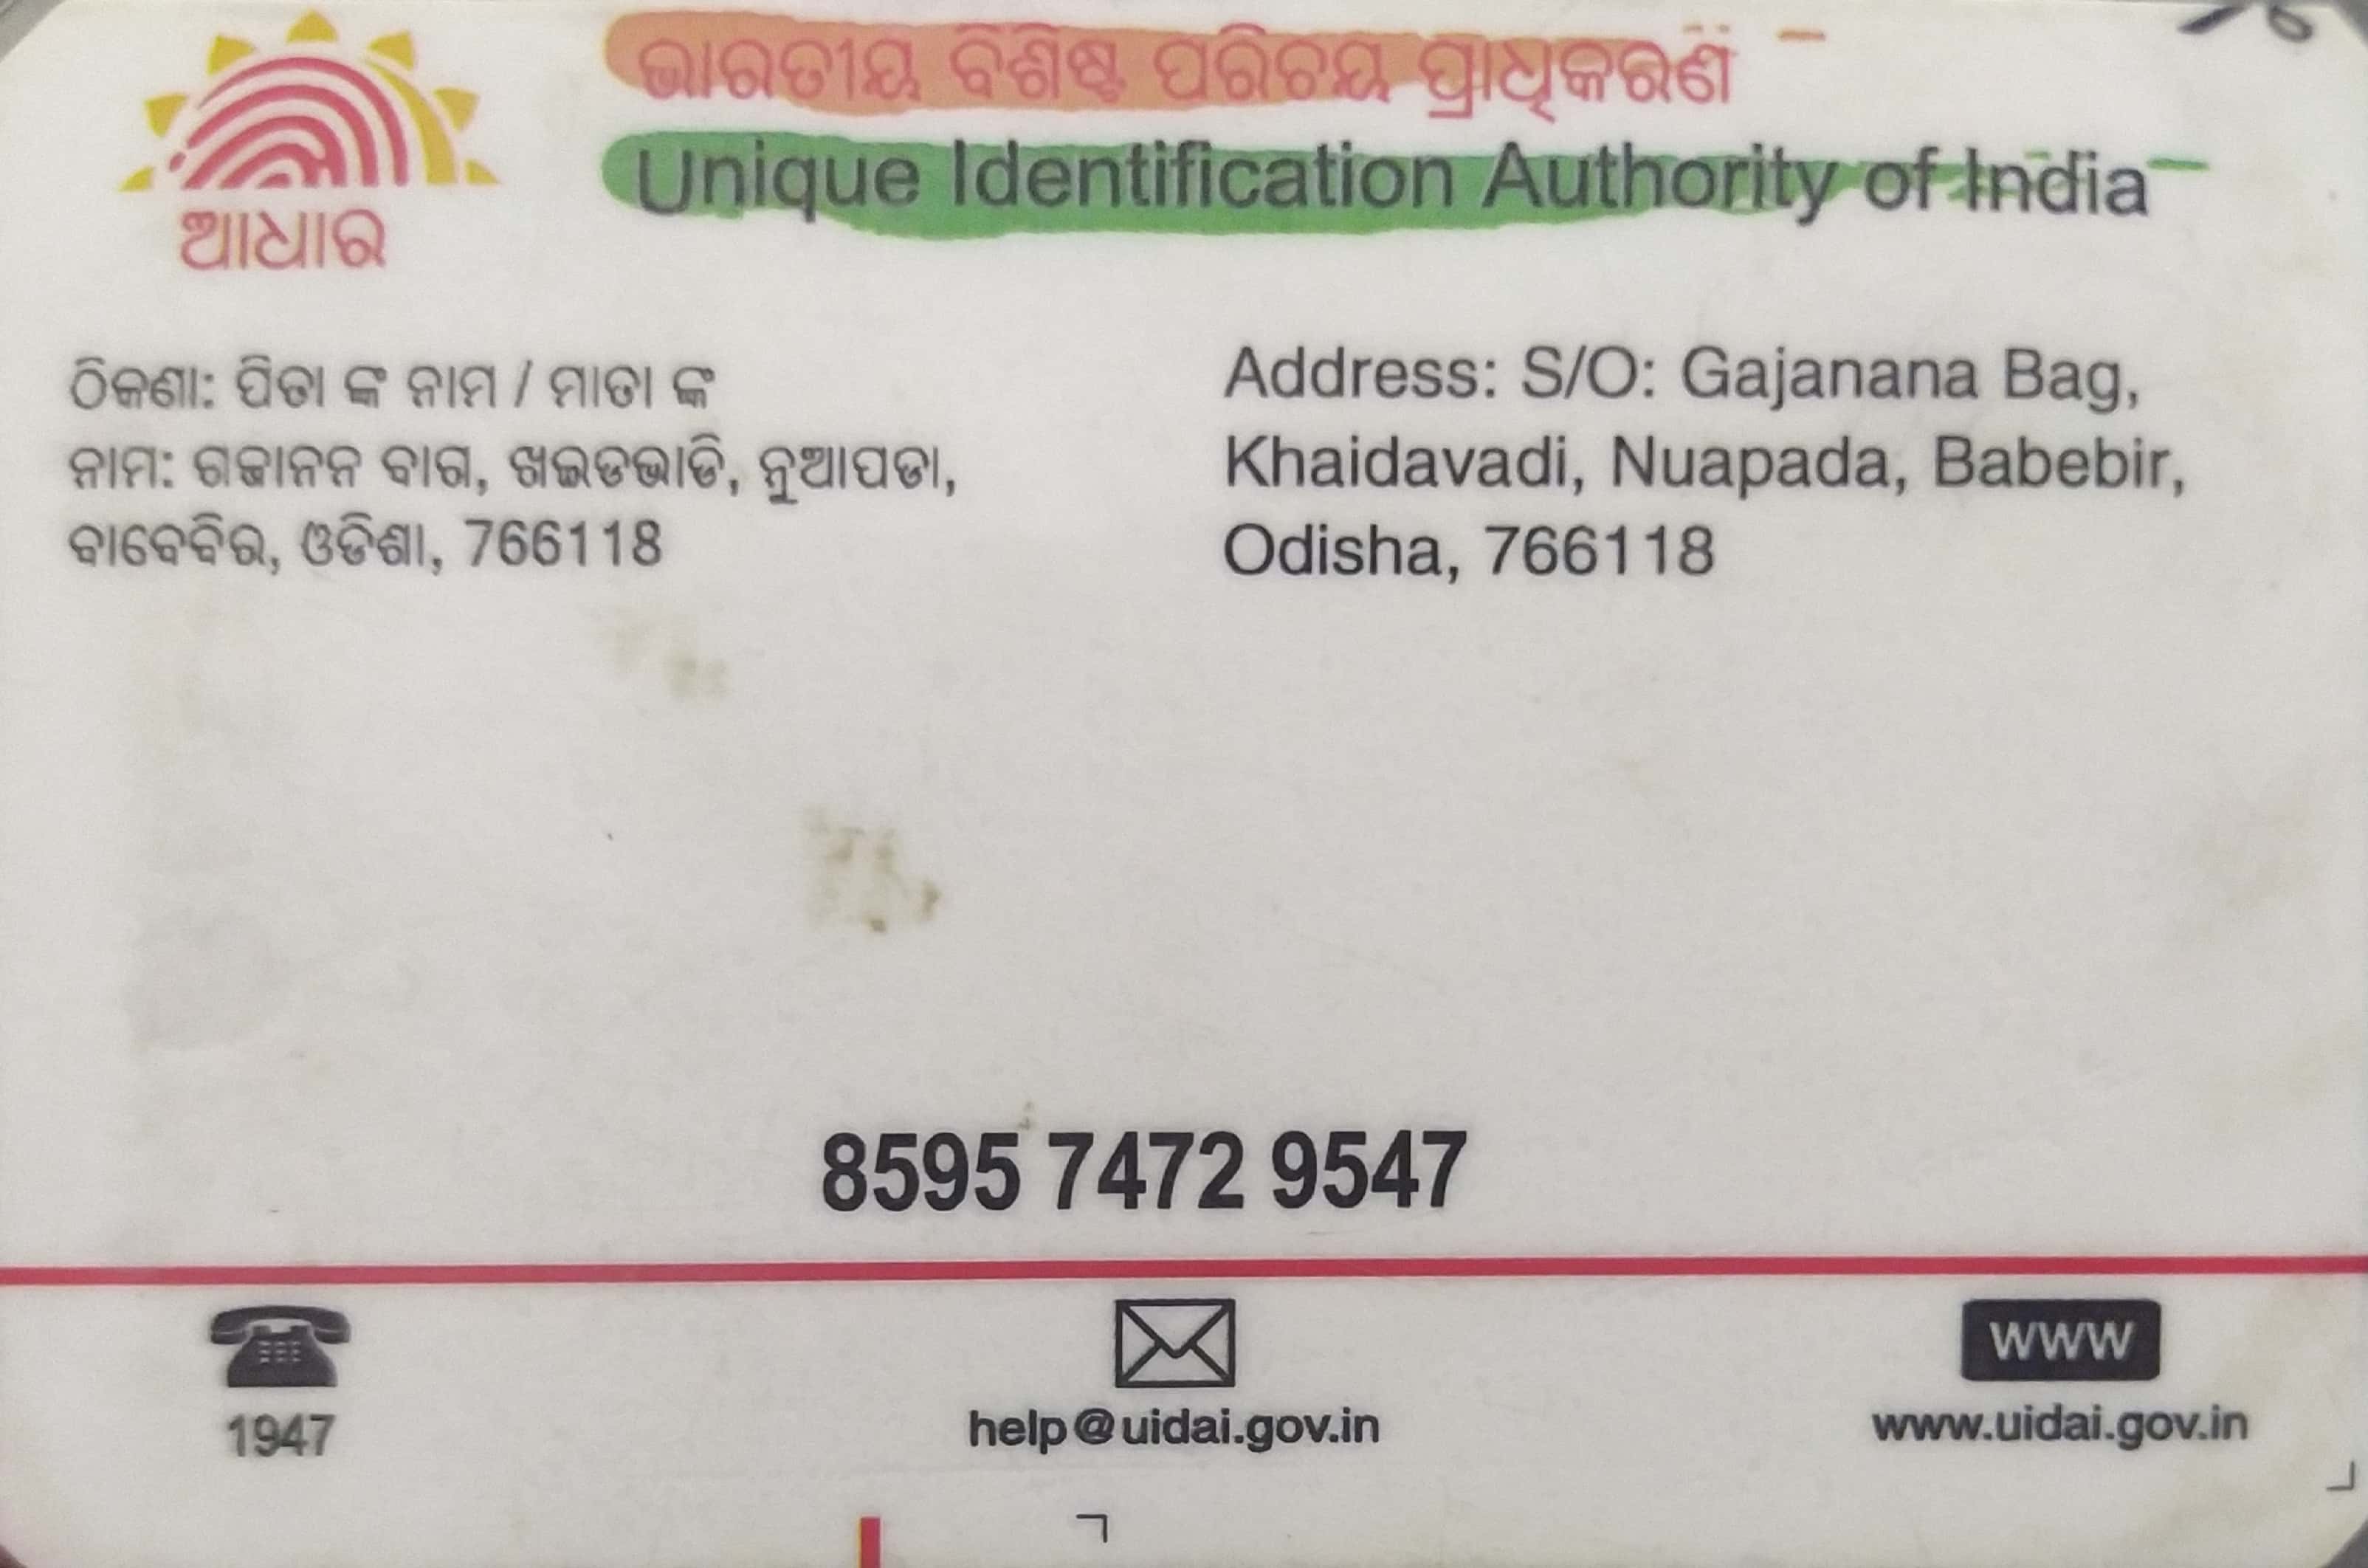 ଭାରତୀୟ ବିଶିଷ୍ଟ ପରିଚୟ ପ୍ରାଧିକରଣ
Unique Identification Authority of India
ଆଧାର
ଠିକଣା: ପିତା ଙ୍କ ନାମ / ମାତା ଙ୍କ
ନାମ: ଗଜାନନ ବାଗ, ଖଇଡଭାଡି, ନୁଆପଡା,
ବାବେବିର, ଓଡିଶା, 766118
Address: S/O: Gajanana Bag,
Khaidavadi, Nuapada, Babebir,
Odisha, 766118
8595 7472 9547
1947
help@uidai.gov.in
WWW
www.uidai.gov.in